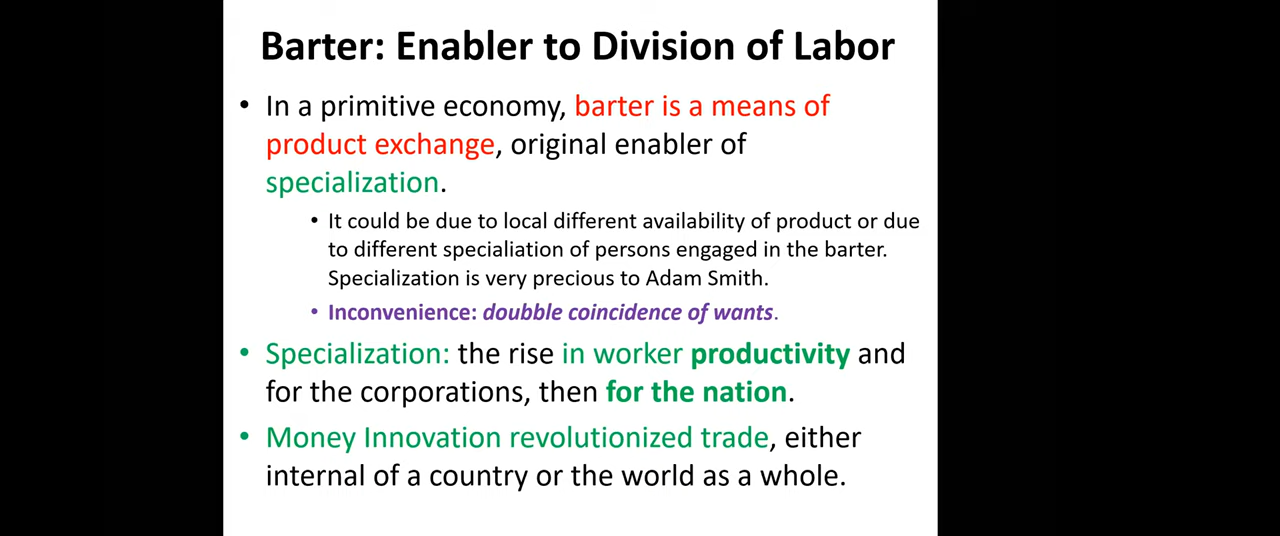 Barter: Enabler to Division of Labor
• In a primitive economy, barter is a means of
product exchange, original enabler of
specialization.
• It could be due to local different availability of product or due
to different specialiation of persons engaged in the barter.
Specialization is very precious to Adam Smith.
• Inconvenience: doubble coincidence of wants.
• Specialization: the rise in worker productivity and
for the corporations, then for the nation.
• Money Innovation revolutionized trade, either
internal of a country or the world as a whole.